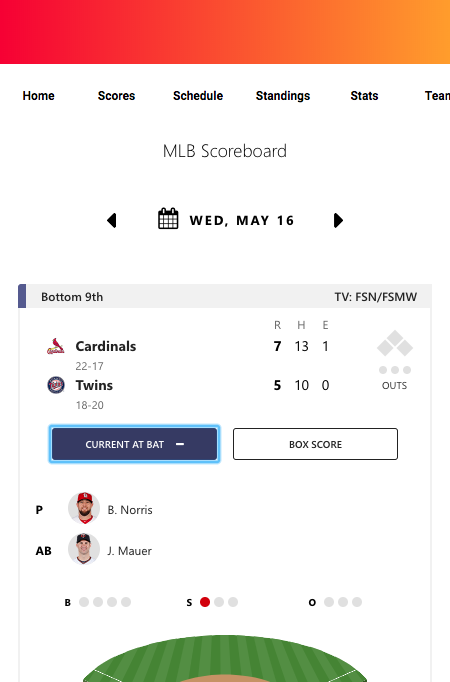 Home Scores Schedule Standings Stats Team
MLB Scoreboard
WED, MAY 16
Bottom 9th TV: FSN/FSMW
R H E
Cardinals 7 13 1
22-17
Twins 5 10 0
18-20
OUTS
CURRENT AT BAT BOX SCORE
P B. Norris
AB J. Mauer
B S O